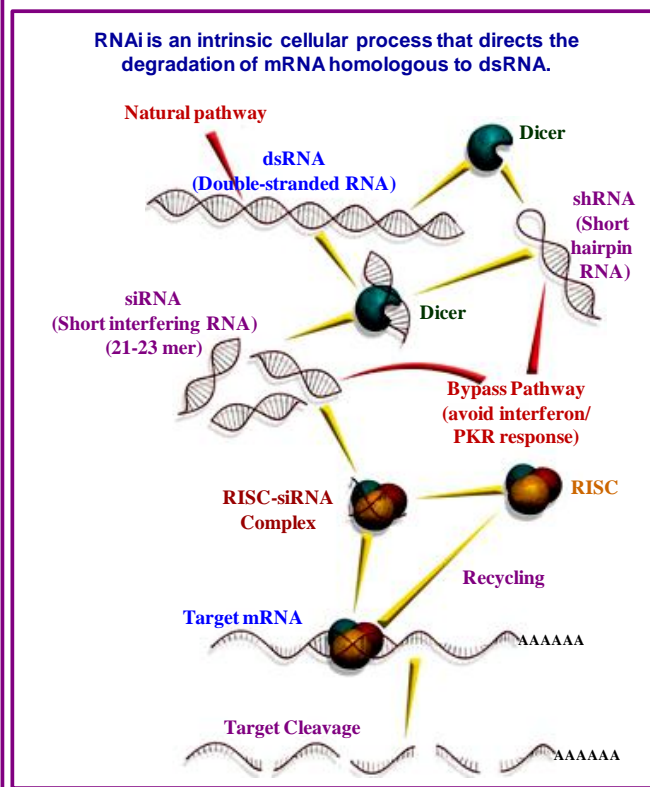 RNAi is an intrinsic cellular process that directs the
degradation of mRNA homologous to dsRNA.
Natural pathway
Dicer
dsRNA
(Double-stranded RNA)
shRNA
(Short
hairpin
RNA)
siRNA
(Short interfering RNA)
(21-23 mer)
Dicer
Bypass Pathway
(avoid interferon/
PKR response)
RISC-siRNA
Complex
RISC
Recycling
Target mRNA
AAAAAA
Target Cleavage
AAAAAA